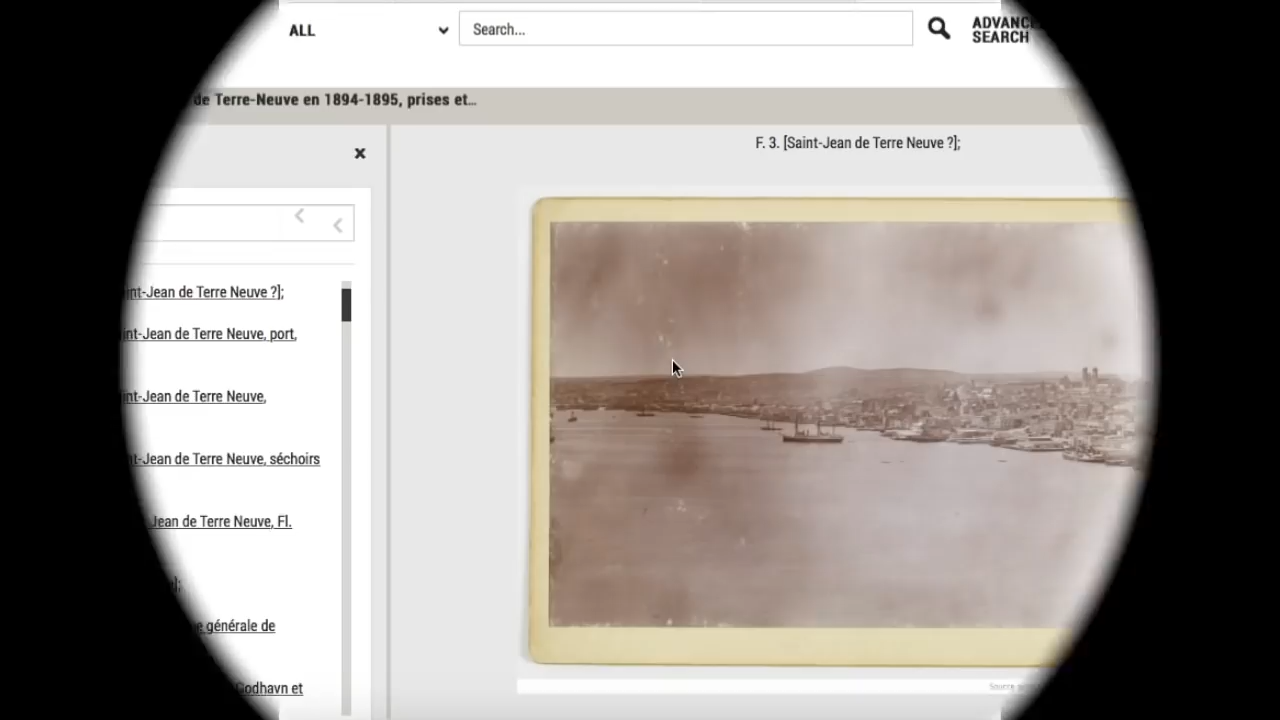 ALL
Search...
ADVANCE
SEARCH
de Terre-Neuve en 1894-1895, prises et...
F. 3. [Saint-Jean de Terre Neuve ?];
int-Jean de Terre Neuve ?];
int-Jean de Terre Neuve, port,
int-Jean de Terre Neuve,
nt-Jean de Terre Neuve, séchoirs
Jean de Terre Neuve, Fl.
];
e générale de
Godhavn et